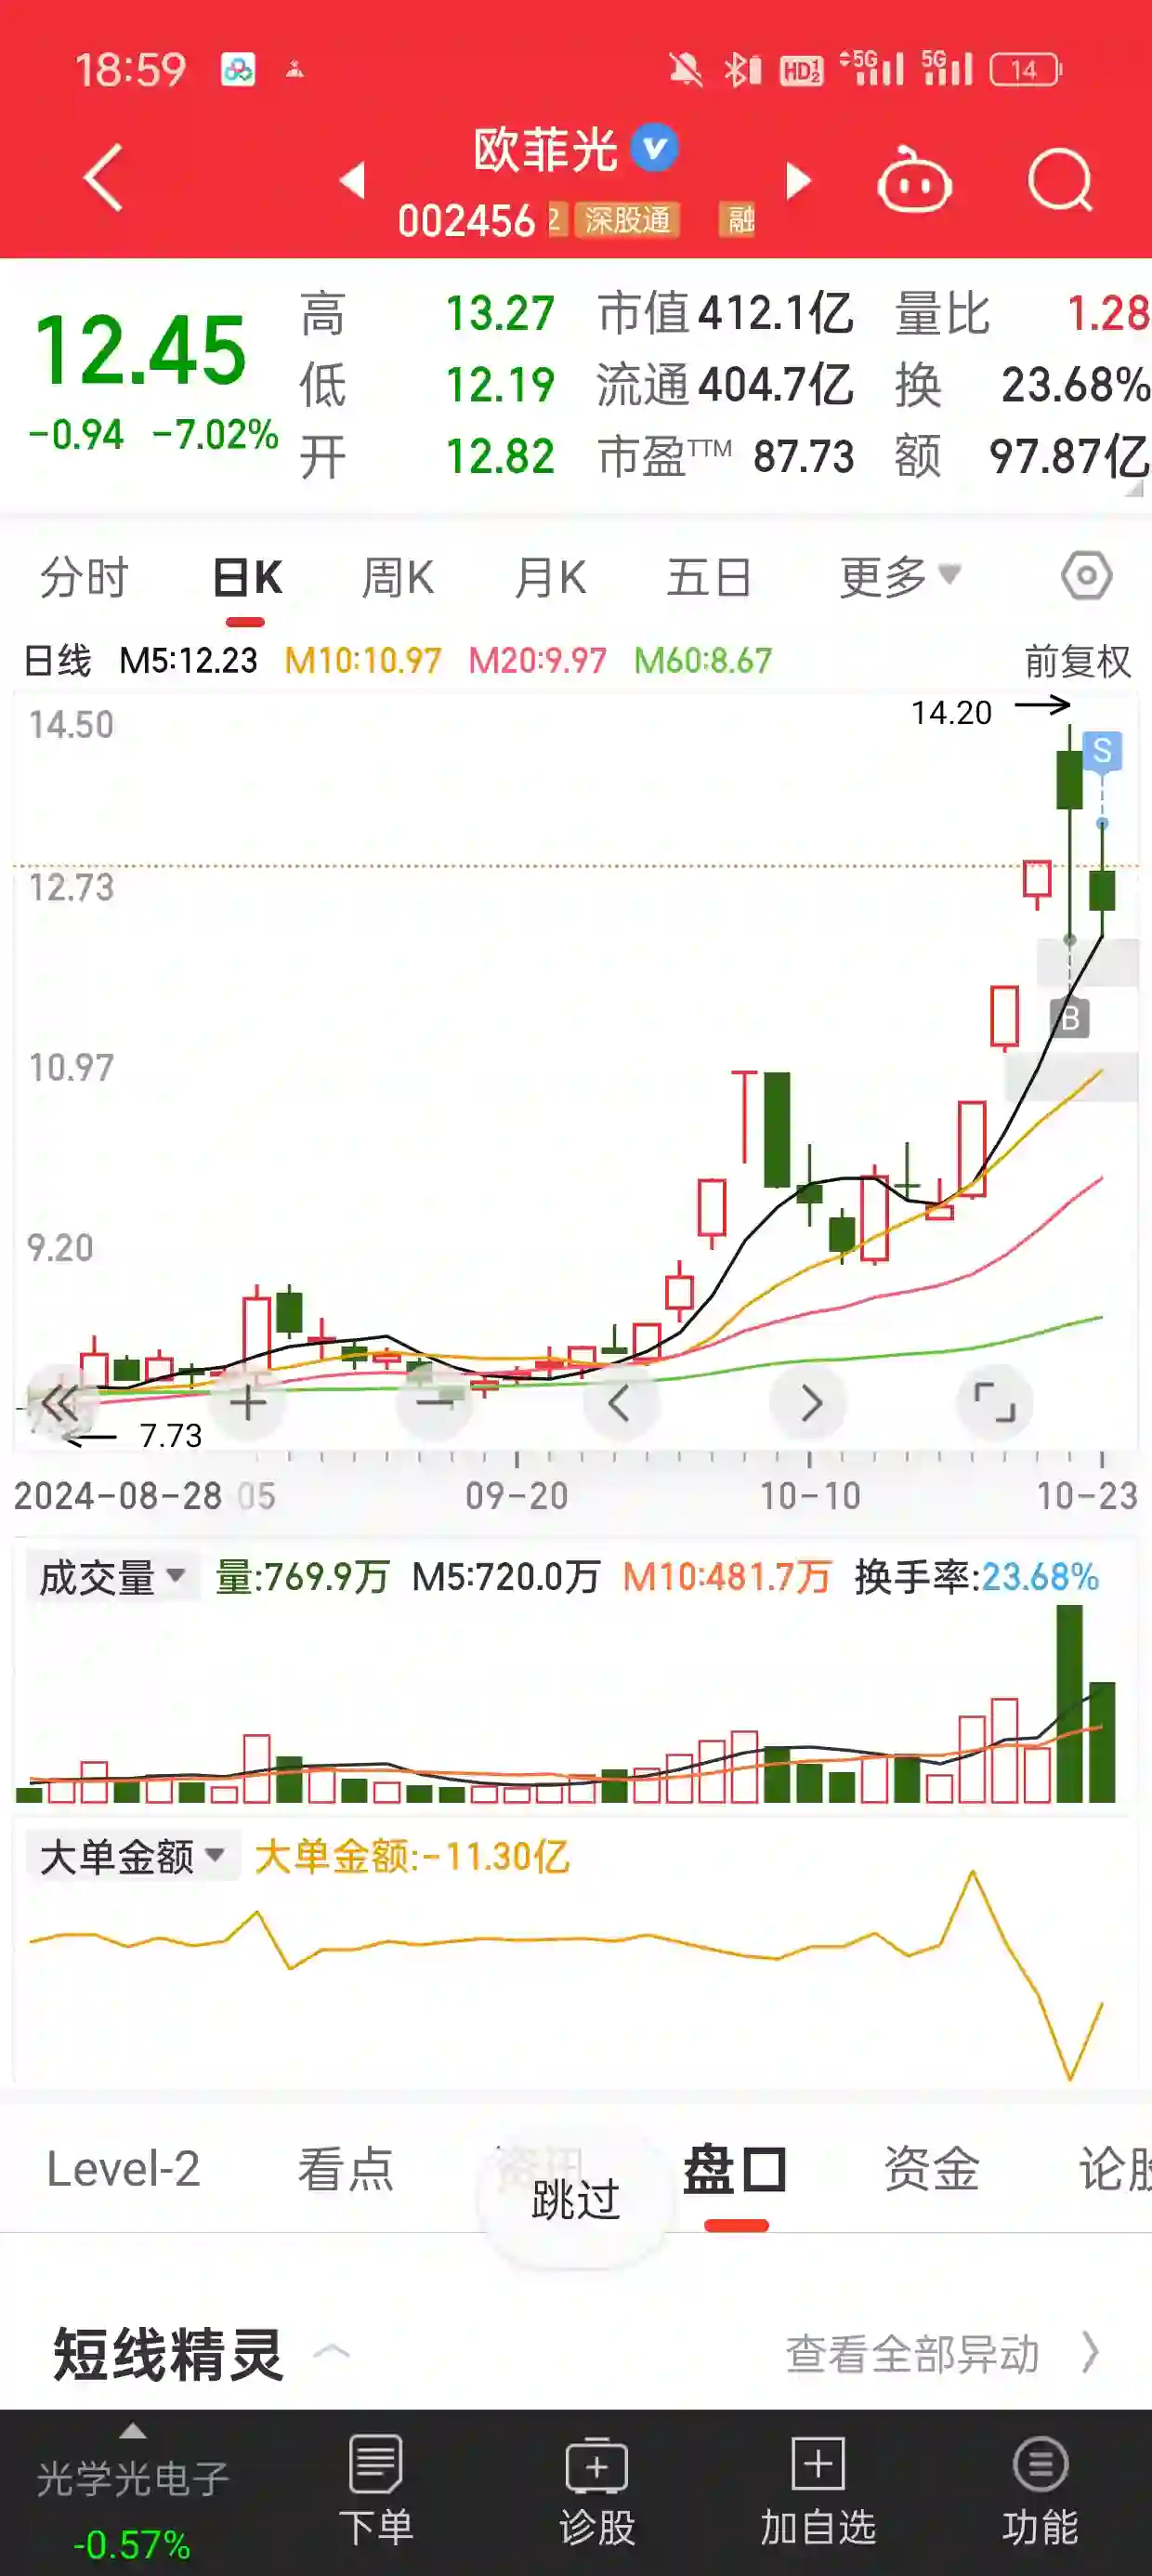 18:59 HD 1 2 5G 5G 14
欧菲光
002456 2 深股通 融
12.45 高 13.27 市值 412.1亿 量比 1.28
-0.94 -7.02% 低 12.19 流通 404.7亿 换 23.68%
开 12.82 市盈TTM 87.73 额 97.87亿
分时 日K 周K 月K 五日 更多
日线 M5:12.23 M10:10.97 M20:9.97 M60:8.67 前复权
14.50 14.20
S
12.73
B
10.97
9.20
7.73
2024-08-28 05 09-20 10-10 10-23
成交量 量:769.9万 M5:720.0万 M10:481.7万 换手率:23.68%
大单金额 大单金额:-11.30亿
Level-2 看点 资讯 盘口 资金 论股
跳过
短线精灵 查看全部异动
光学光电子 下单 诊股 加自选 功能
-0.57%